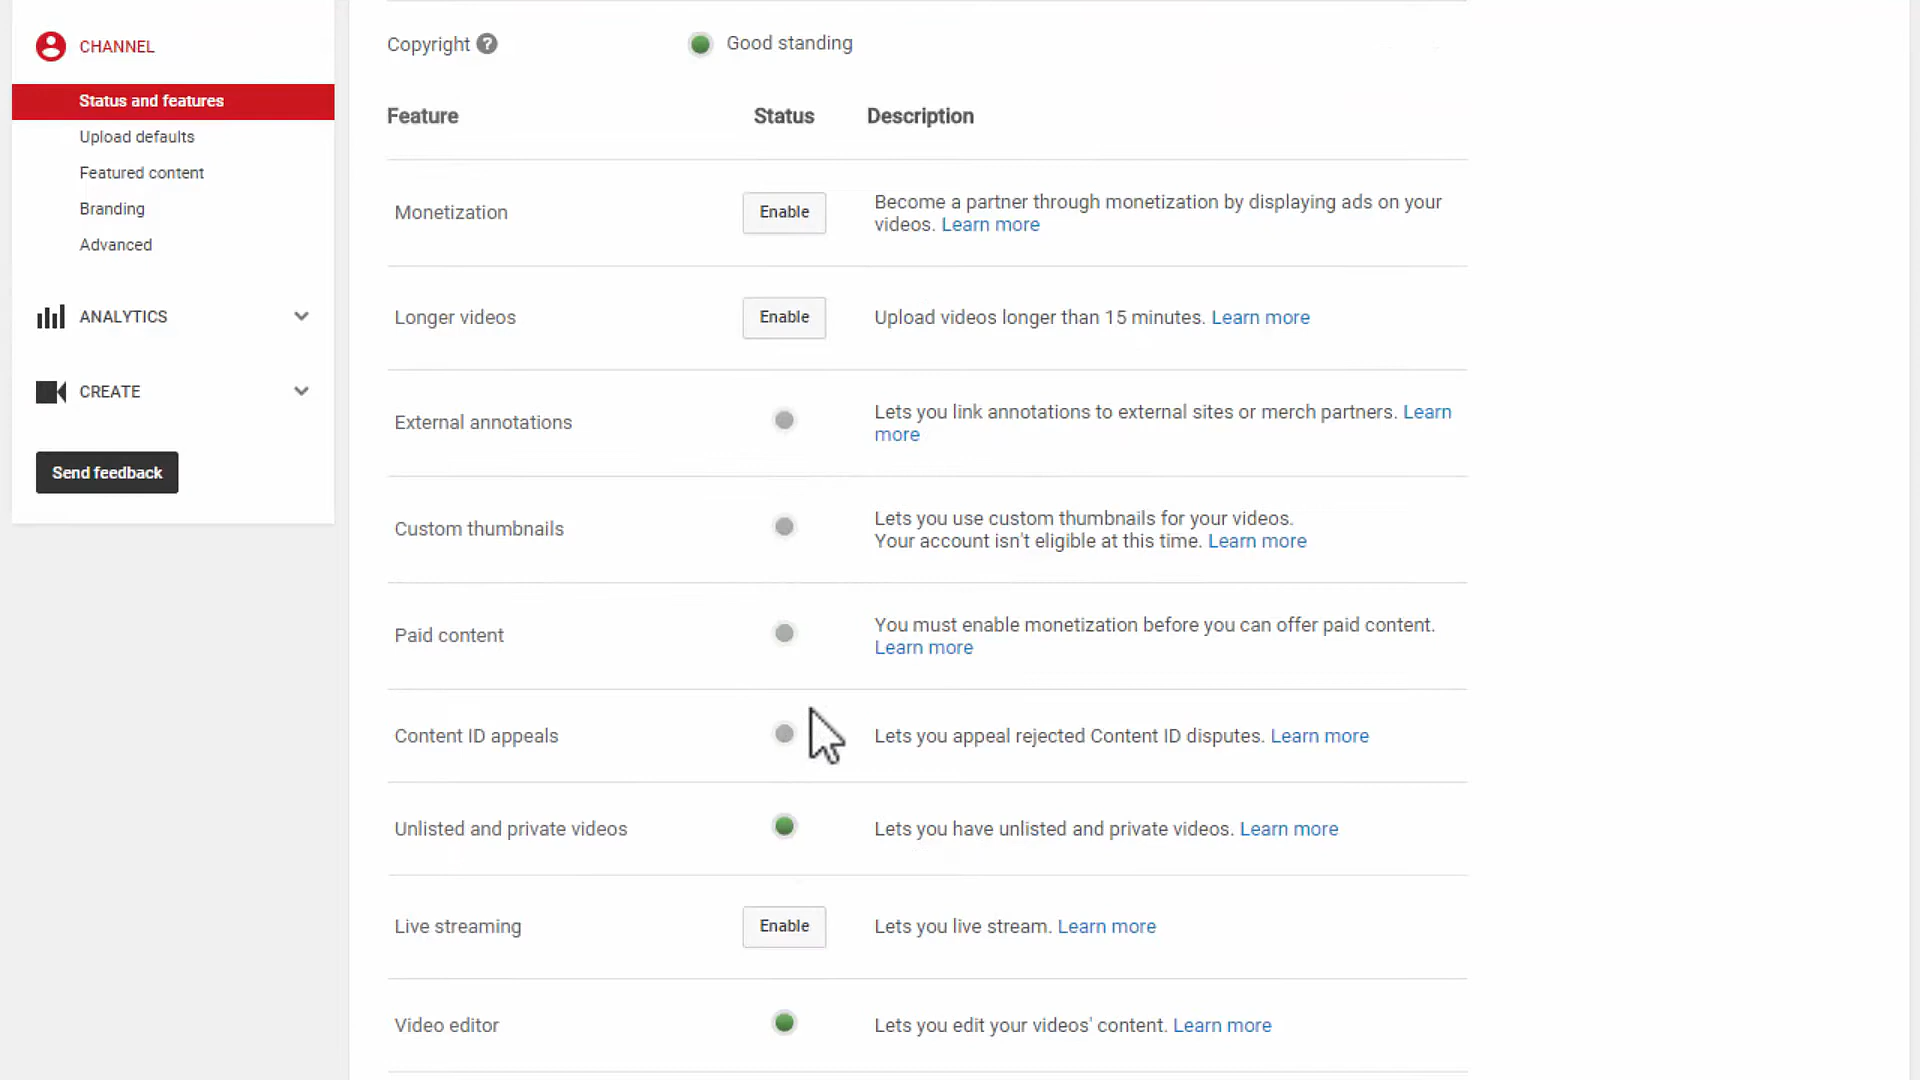 CHANNEL
Status and features
Upload defaults
Featured content
Branding
Advanced
ANALYTICS
CREATE
Send feedback
Copyright ?
Good standing
Feature Status Description
Monetization Enable Become a partner through monetization by displaying ads on your
videos. Learn more
Longer videos Enable Upload videos longer than 15 minutes. Learn more
External annotations Lets you link annotations to external sites or merch partners. Learn
more
Custom thumbnails Lets you use custom thumbnails for your videos.
Your account isn't eligible at this time. Learn more
Paid content You must enable monetization before you can offer paid content.
Learn more
Content ID appeals Lets you appeal rejected Content ID disputes. Learn more
Unlisted and private videos Lets you have unlisted and private videos. Learn more
Live streaming Enable Lets you live stream. Learn more
Video editor Lets you edit your videos' content. Learn more